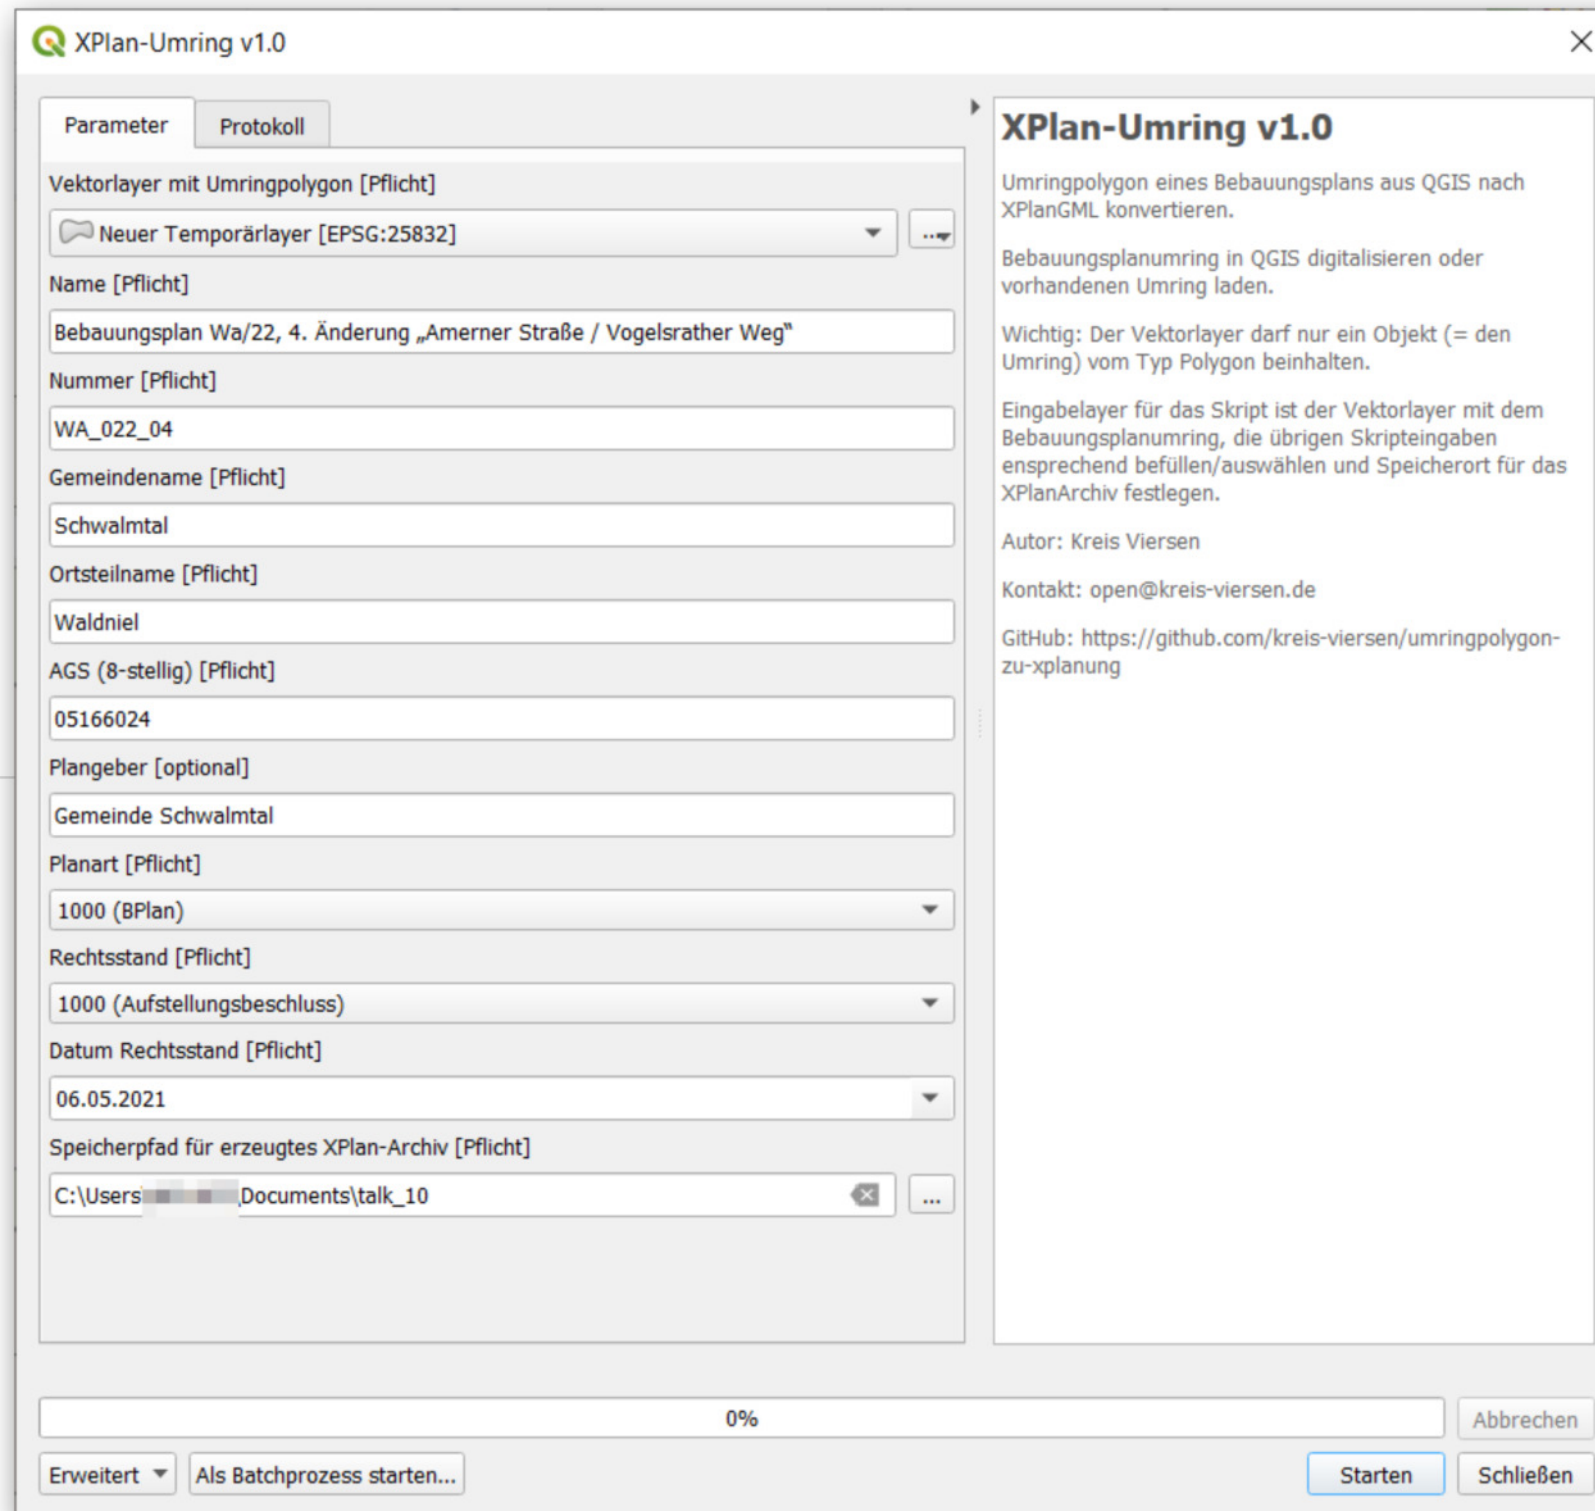 XPlan-Umring v1.0
Parameter
Protokoll
Vektorlayer mit Umringpolygon [Pflicht]
Neuer Temporärlayer [EPSG:25832]
...
Name [Pflicht]
Bebauungsplan Wa/22, 4. Änderung „Amerner Straße / Vogelsrather Weg“
Nummer [Pflicht]
WA_022_04
Gemeindename [Pflicht]
Schwalmtal
Ortsteilname [Pflicht]
Waldniel
AGS (8-stellig) [Pflicht]
05166024
Plangeber [optional]
Gemeinde Schwalmtal
Planart [Pflicht]
1000 (BPlan)
Rechtsstand [Pflicht]
1000 (Aufstellungsbeschluss)
Datum Rechtsstand [Pflicht]
06.05.2021
Speicherpfad für erzeugtes XPlan-Archiv [Pflicht]
C:\Users\ \Documents\talk_10
...
XPlan-Umring v1.0
Umringpolygon eines Bebauungsplans aus QGIS nach
XPlanGML konvertieren.
Bebauungsplanumring in QGIS digitalisieren oder
vorhandenen Umring laden.
Wichtig: Der Vektorlayer darf nur ein Objekt (= den
Umring) vom Typ Polygon beinhalten.
Eingabelayer für das Skript ist der Vektorlayer mit dem
Bebauungsplanumring, die übrigen Skripteingaben
ensprechend befüllen/auswählen und Speicherort für das
XPlanArchiv festlegen.
Autor: Kreis Viersen
Kontakt: open@kreis-viersen.de
GitHub: https://github.com/kreis-viersen/umringpolygon-
zu-xplanung
0%
Abbrechen
Erweitert
Als Batchprozess starten...
Starten
Schließen